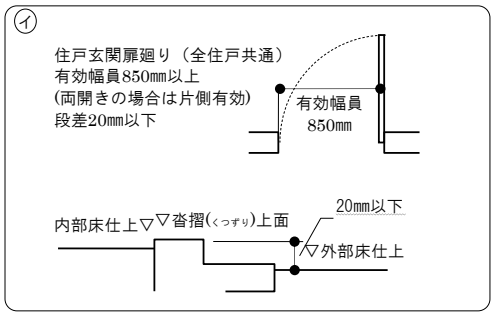 イ
住戸玄関扉廻り（全住戸共通）
有効幅員850mm以上
(両開きの場合は片側有効)
段差20mm以下
有効幅員
850mm
20mm以下
内部床仕上▽▽沓摺(くつずり)上面
▽外部床仕上